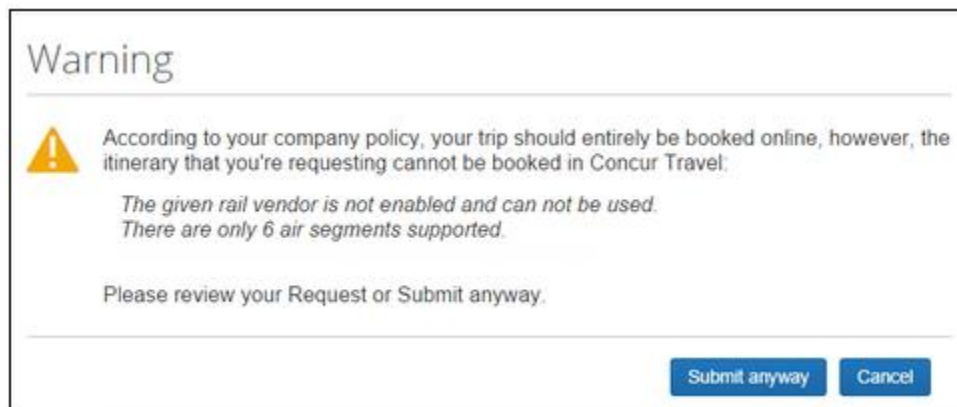 Warning
According to your company policy, your trip should entirely be booked online, however, the
itinerary that you're requesting cannot be booked in Concur Travel:
The given rail vendor is not enabled and can not be used.
There are only 6 air segments supported.
Please review your Request or Submit anyway.
Submit anyway Cancel